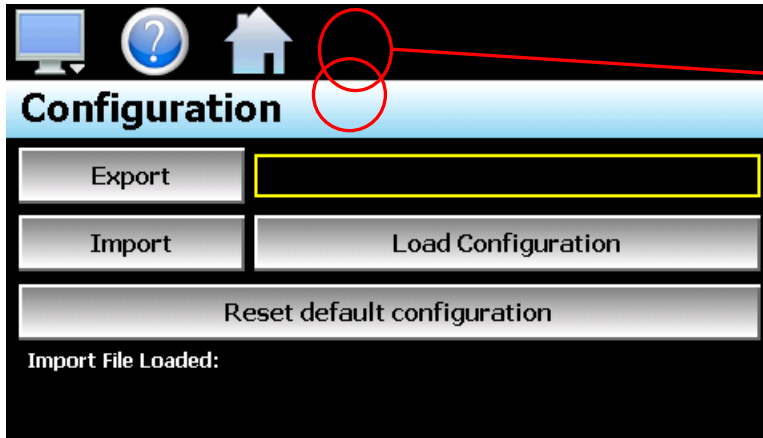 ?
Configuration
Export
Import
Load Configuration
Reset default configuration
Import File Loaded: